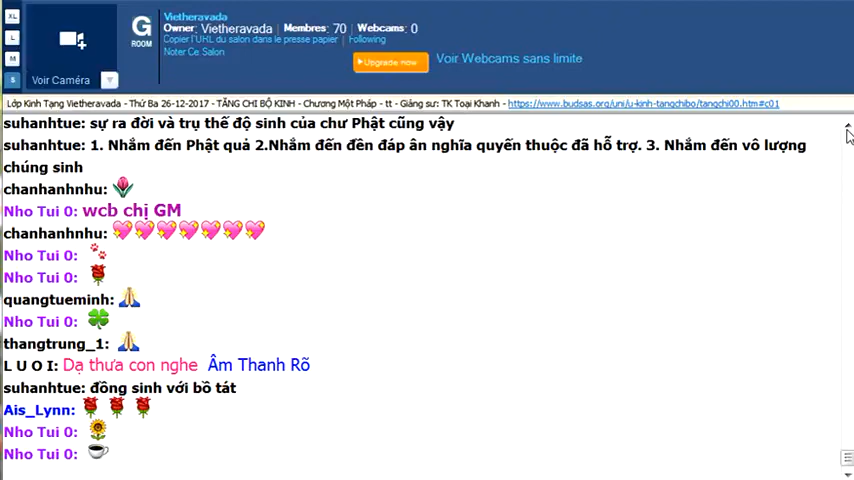 XL
L
M
S
Voir Caméra
G
ROOM
Vietheravada
Owner: Vietheravada Membres: 70 Webcams: 0
Copier l'URL du salon dans le presse papier | Following
Noter Ce Salon
Upgrade now
Voir Webcams sans limite
Lớp Kinh Tạng Vietheravada - Thứ Ba 26-12-2017 - TĂNG CHI BỘ KINH - Chương Một Pháp - tt - Giảng sư: TK Toại Khanh - https://www.budsas.org/uni/u-kinh-tangchibo/tangchi00.htm#c01
suhanhtue: sự ra đời và trụ thế độ sinh của chư Phật cũng vậy
suhanhtue: 1. Nhắm đến Phật quả 2.Nhắm đến đền đáp ân nghĩa quyến thuộc đã hỗ trợ. 3. Nhắm đến vô lượng
chúng sinh
chanhanhnhu:
Nho Tui 0: wcb chị GM
chanhanhnhu:
Nho Tui 0:
Nho Tui 0:
quangtueminh:
Nho Tui 0:
thangtrung_1:
L U O I: Dạ thưa con nghe Âm Thanh Rõ
suhanhtue: đồng sinh với bồ tát
Ais_Lynn:
Nho Tui 0:
Nho Tui 0: